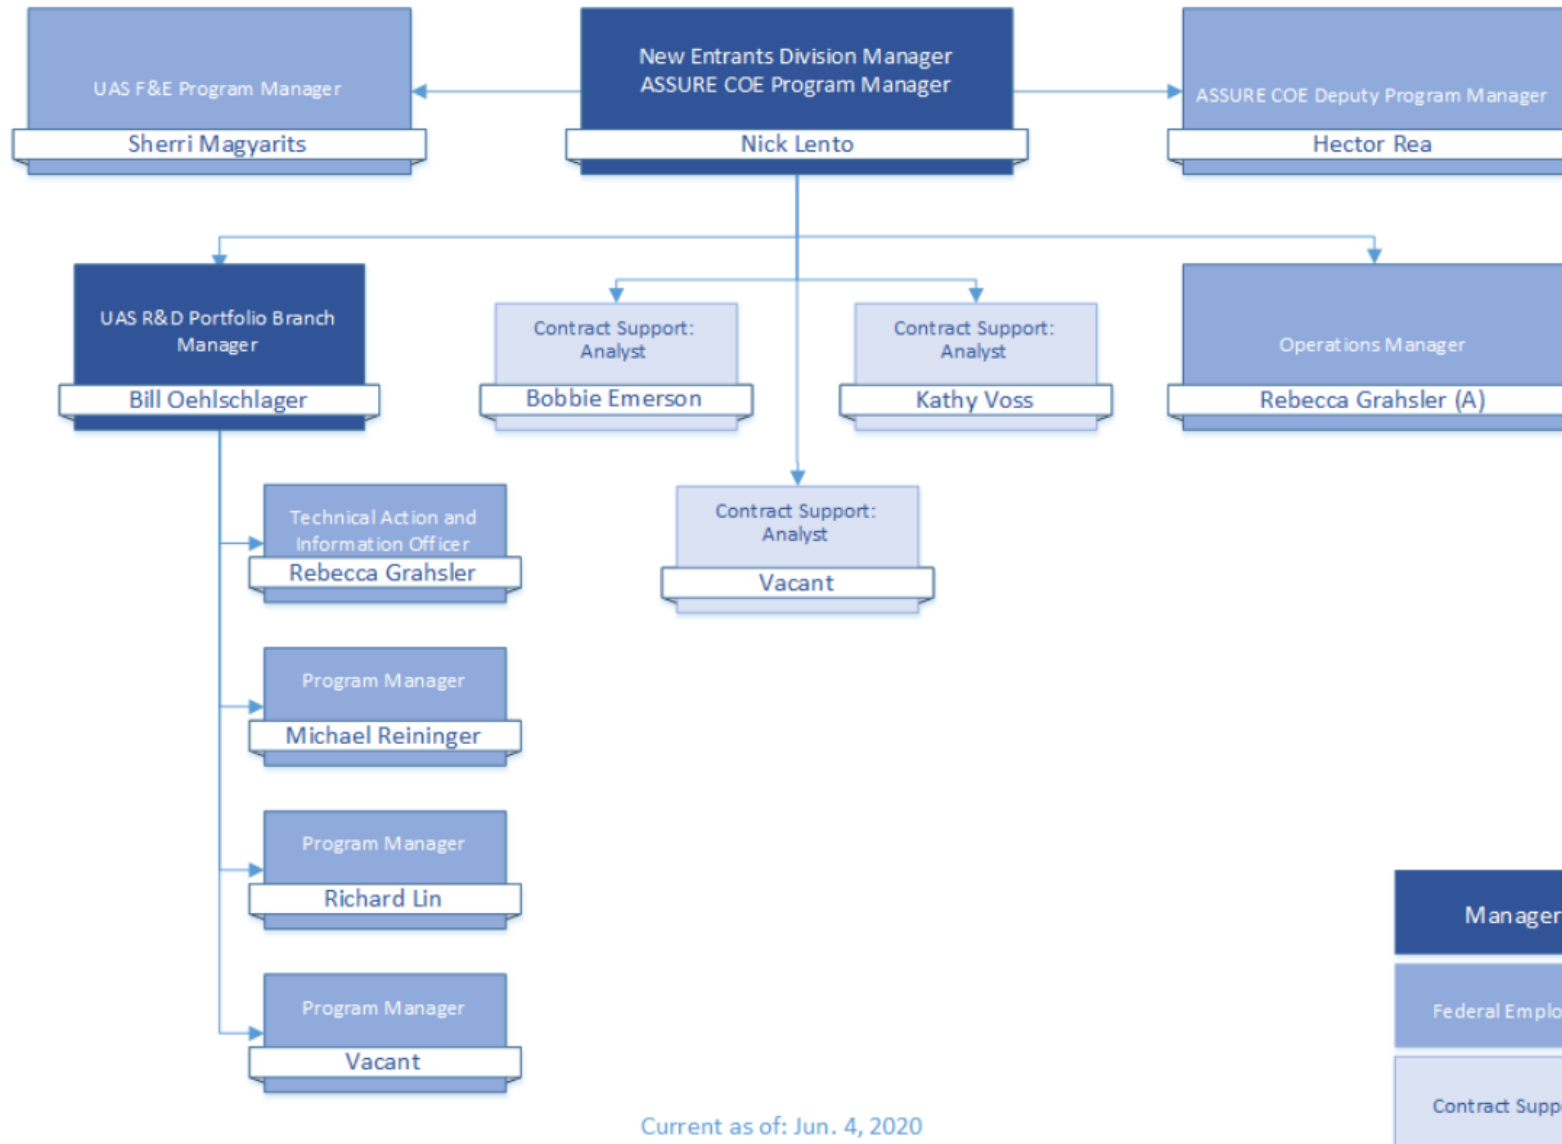 UAS F&E Program Manager
Sherri Magyarits
New Entrants Division Manager
ASSURE COE Program Manager
Nick Lento
ASSURE COE Deputy Program Manager
Hector Rea
UAS R&D Portfolio Branch
Manager
Bill Oehlschlager
Contract Support:
Analyst
Bobbie Emerson
Contract Support:
Analyst
Kathy Voss
Operations Manager
Rebecca Grahsler (A)
Contract Support:
Analyst
Vacant
Technical Action and
Information Officer
Rebecca Grahsler
Program Manager
Michael Reininger
Program Manager
Richard Lin
Program Manager
Vacant
Manager
Federal
Contract
Current as of: Jun. 4, 2020